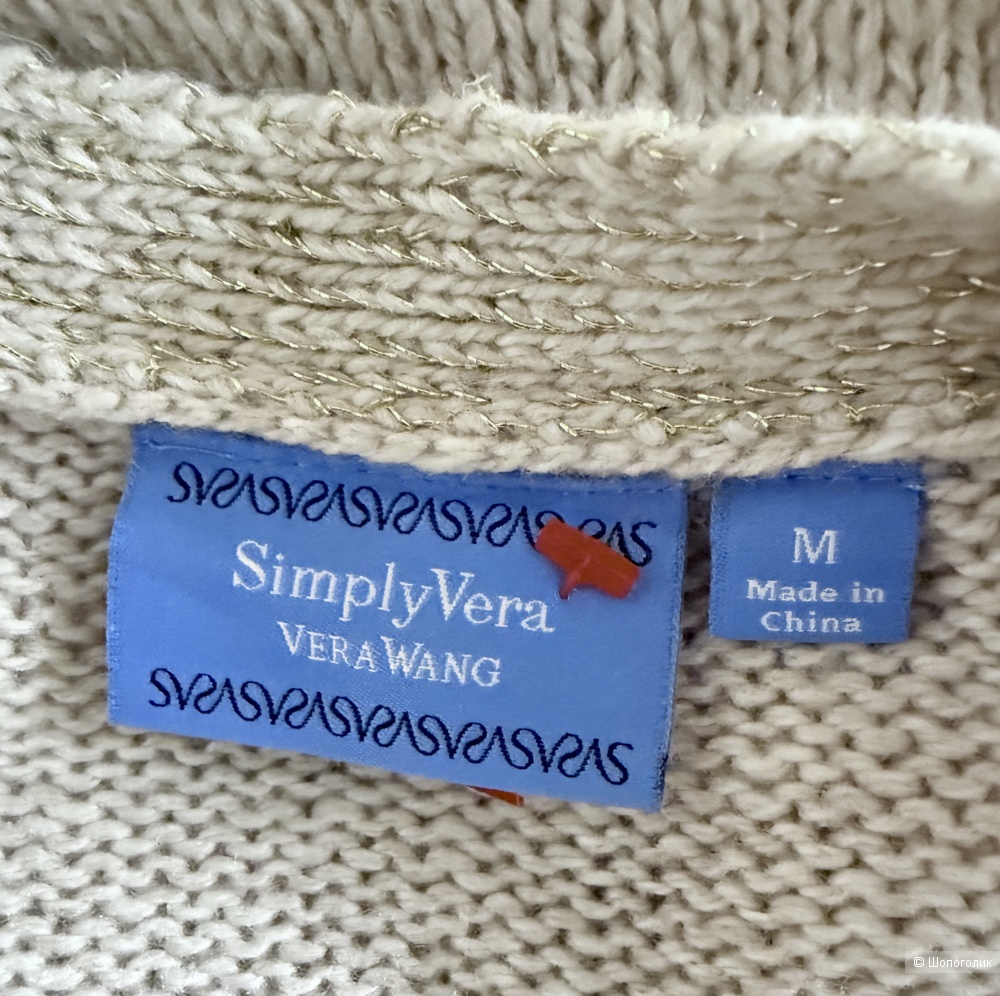 SimplyVera
VERA WANG
M
Made in
China
© Шопоголик